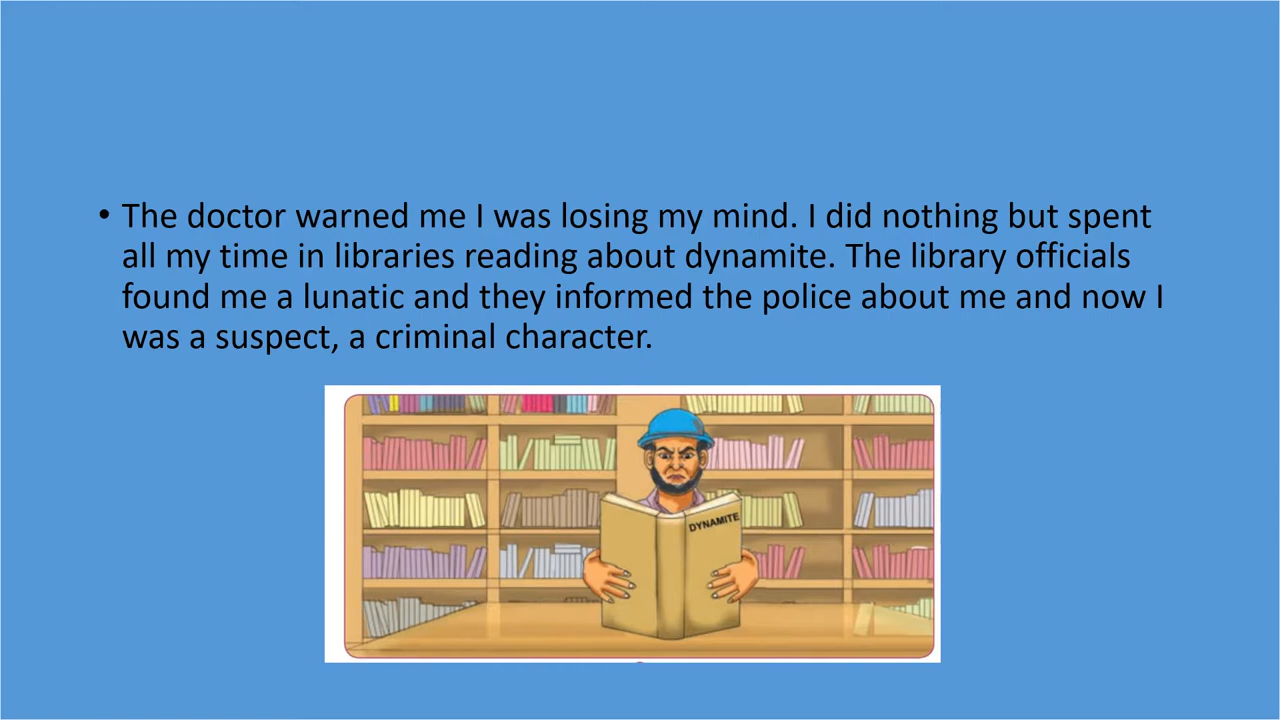 • The doctor warned me I was losing my mind. I did nothing but spent
all my time in libraries reading about dynamite. The library officials
found me a lunatic and they informed the police about me and now I
was a suspect, a criminal character.
DYNAMITE